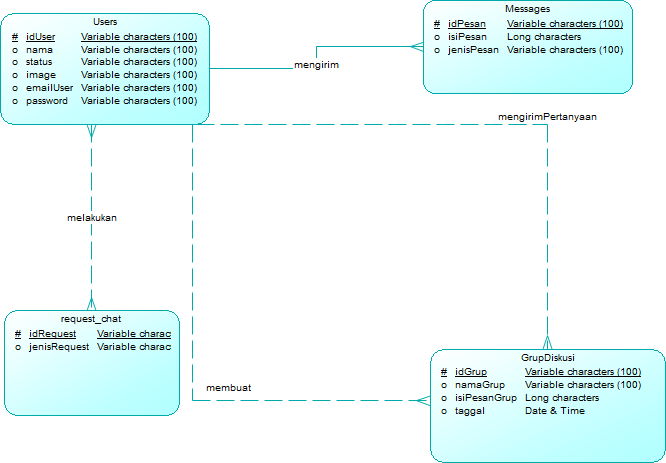 Users
# idUser Variable characters (100)
o nama Variable characters (100)
o status Variable characters (100)
o image Variable characters (100)
o emailUser Variable characters (100)
o password Variable characters (100)
Messages
# idPesan Variable characters (100)
o isiPesan Long characters
o jenisPesan Variable characters (100)
mengirim
mengirimPertanyaan
melakukan
request_chat
# idRequest Variable charac
o jenisRequest Variable charac
membuat
GrupDiskusi
# idGrup Variable characters (100)
o namaGrup Variable characters (100)
o isiPesanGrup Long characters
o taggal Date & Time